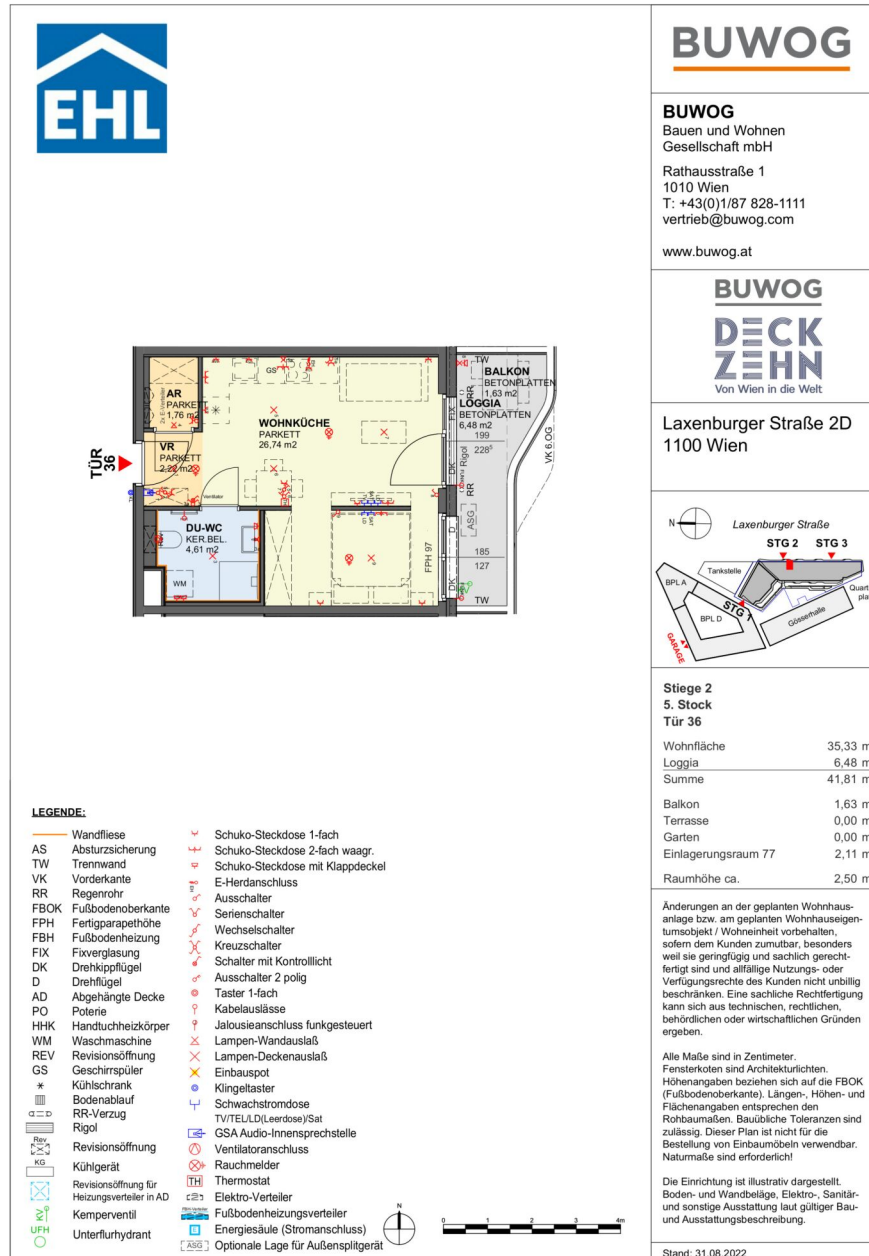 EHL
BUWOG
BUWOG
Bauen und Wohnen
Gesellschaft mbH
Rathausstraße 1
1010 Wien
T: +43(0)1/87 828-1111
vertrieb@buwog.com
www.buwog.at
BUWOG
DECK
ZEHN
Von Wien in die Welt
Laxenburger Straße 2D
1100 Wien
N
Laxenburger Straße
STG 2
STG 3
Tankstelle
BPL A
STG 1
BPL D
Gösserhalle
GARAGE
Stiege 2
5. Stock
Tür 36
Wohnfläche 35,33 m
Loggia 6,48 m
Summe 41,81 m
Balkon 1,63 m
Terrasse 0,00 m
Garten 0,00 m
Einlagerungsraum 77 2,11 m
Raumhöhe ca. 2,50 m
Änderungen an der geplanten Wohnhaus-
anlage bzw. am geplanten Wohnhauseigen-
tumsobjekt / Wohneinheit vorbehalten,
sofern dem Kunden zumutbar, besonders
weil sie geringfügig und sachlich gerecht-
fertigt sind und allfällige Nutzungs- oder
Verfügungsrechte des Kunden nicht unbillig
beschränken. Eine sachliche Rechtfertigung
kann sich aus technischen, rechtlichen,
behördlichen oder wirtschaftlichen Gründen
ergeben.
Alle Maße sind in Zentimeter.
Fensterkoten sind Architekturlichten.
Höhenangaben beziehen sich auf die FBOK
(Fußbodenoberkante). Längen-, Höhen- und
Flächenangaben entsprechen den
Rohbaumaßen. Bauübliche Toleranzen sind
zulässig. Dieser Plan ist nicht für die
Bestellung von Einbaumöbeln verwendbar.
Naturmaße sind erforderlich!
Die Einrichtung ist illustrativ dargestellt.
Boden- und Wandbeläge, Elektro-, Sanitär-
und sonstige Ausstattung laut gültiger Bau-
und Ausstattungsbeschreibung.
Stand: 31.08.2022
TÜR
36
AR
PARKETT
1,76 m2
2x E-Verteiler
VR
PARKETT
2,22 m2
WOHNKÜCHE
PARKETT
26,74 m2
GS
Ventilator
DU-WC
KER.BEL.
4,61 m2
WM
TW
BALKON
BETONPLATTEN
1,63 m2
LOGGIA
BETONPLATTEN
6,48 m2
RR
FIX
199
228⁵
DK
Rigol
RR
VK 6.OG
ASG
D
185
127
FPH 97
DK
TW
LEGENDE:
Wandfliese
AS Absturzsicherung
TW Trennwand
VK Vorderkante
RR Regenrohr
FBOK Fußbodenoberkante
FPH Fertigparapethöhe
FBH Fußbodenheizung
FIX Fixverglasung
DK Drehkippflügel
D Drehflügel
AD Abgehängte Decke
PO Poterie
HHK Handtuchheizkörper
WM Waschmaschine
REV Revisionsöffnung
GS Geschirrspüler
* Kühlschrank
Bodenablauf
RR-Verzug
Rigol
Rev Revisionsöffnung
KG Kühlgerät
Revisionsöffnung für
Heizungsverteiler in AD
KV Kemperventil
UFH Unterflurhydrant
Schuko-Steckdose 1-fach
Schuko-Steckdose 2-fach waagr.
Schuko-Steckdose mit Klappdeckel
E-Herdanschluss
Ausschalter
Serienschalter
Wechselschalter
Kreuzschalter
Schalter mit Kontrolllicht
Ausschalter 2 polig
Taster 1-fach
Kabelauslässe
Jalousieanschluss funkgesteuert
Lampen-Wandauslaß
Lampen-Deckenauslaß
Einbauspot
Klingeltaster
Schwachstromdose
TV/TEL/LD(Leerdose)/Sat
GSA Audio-Innensprechstelle
Ventilatoranschluss
Rauchmelder
TH Thermostat
Elektro-Verteiler
Fußbodenheizungsverteiler
E Energiesäule (Stromanschluss)
ASG Optionale Lage für Außensplitgerät
N
0 1 2 3 4m